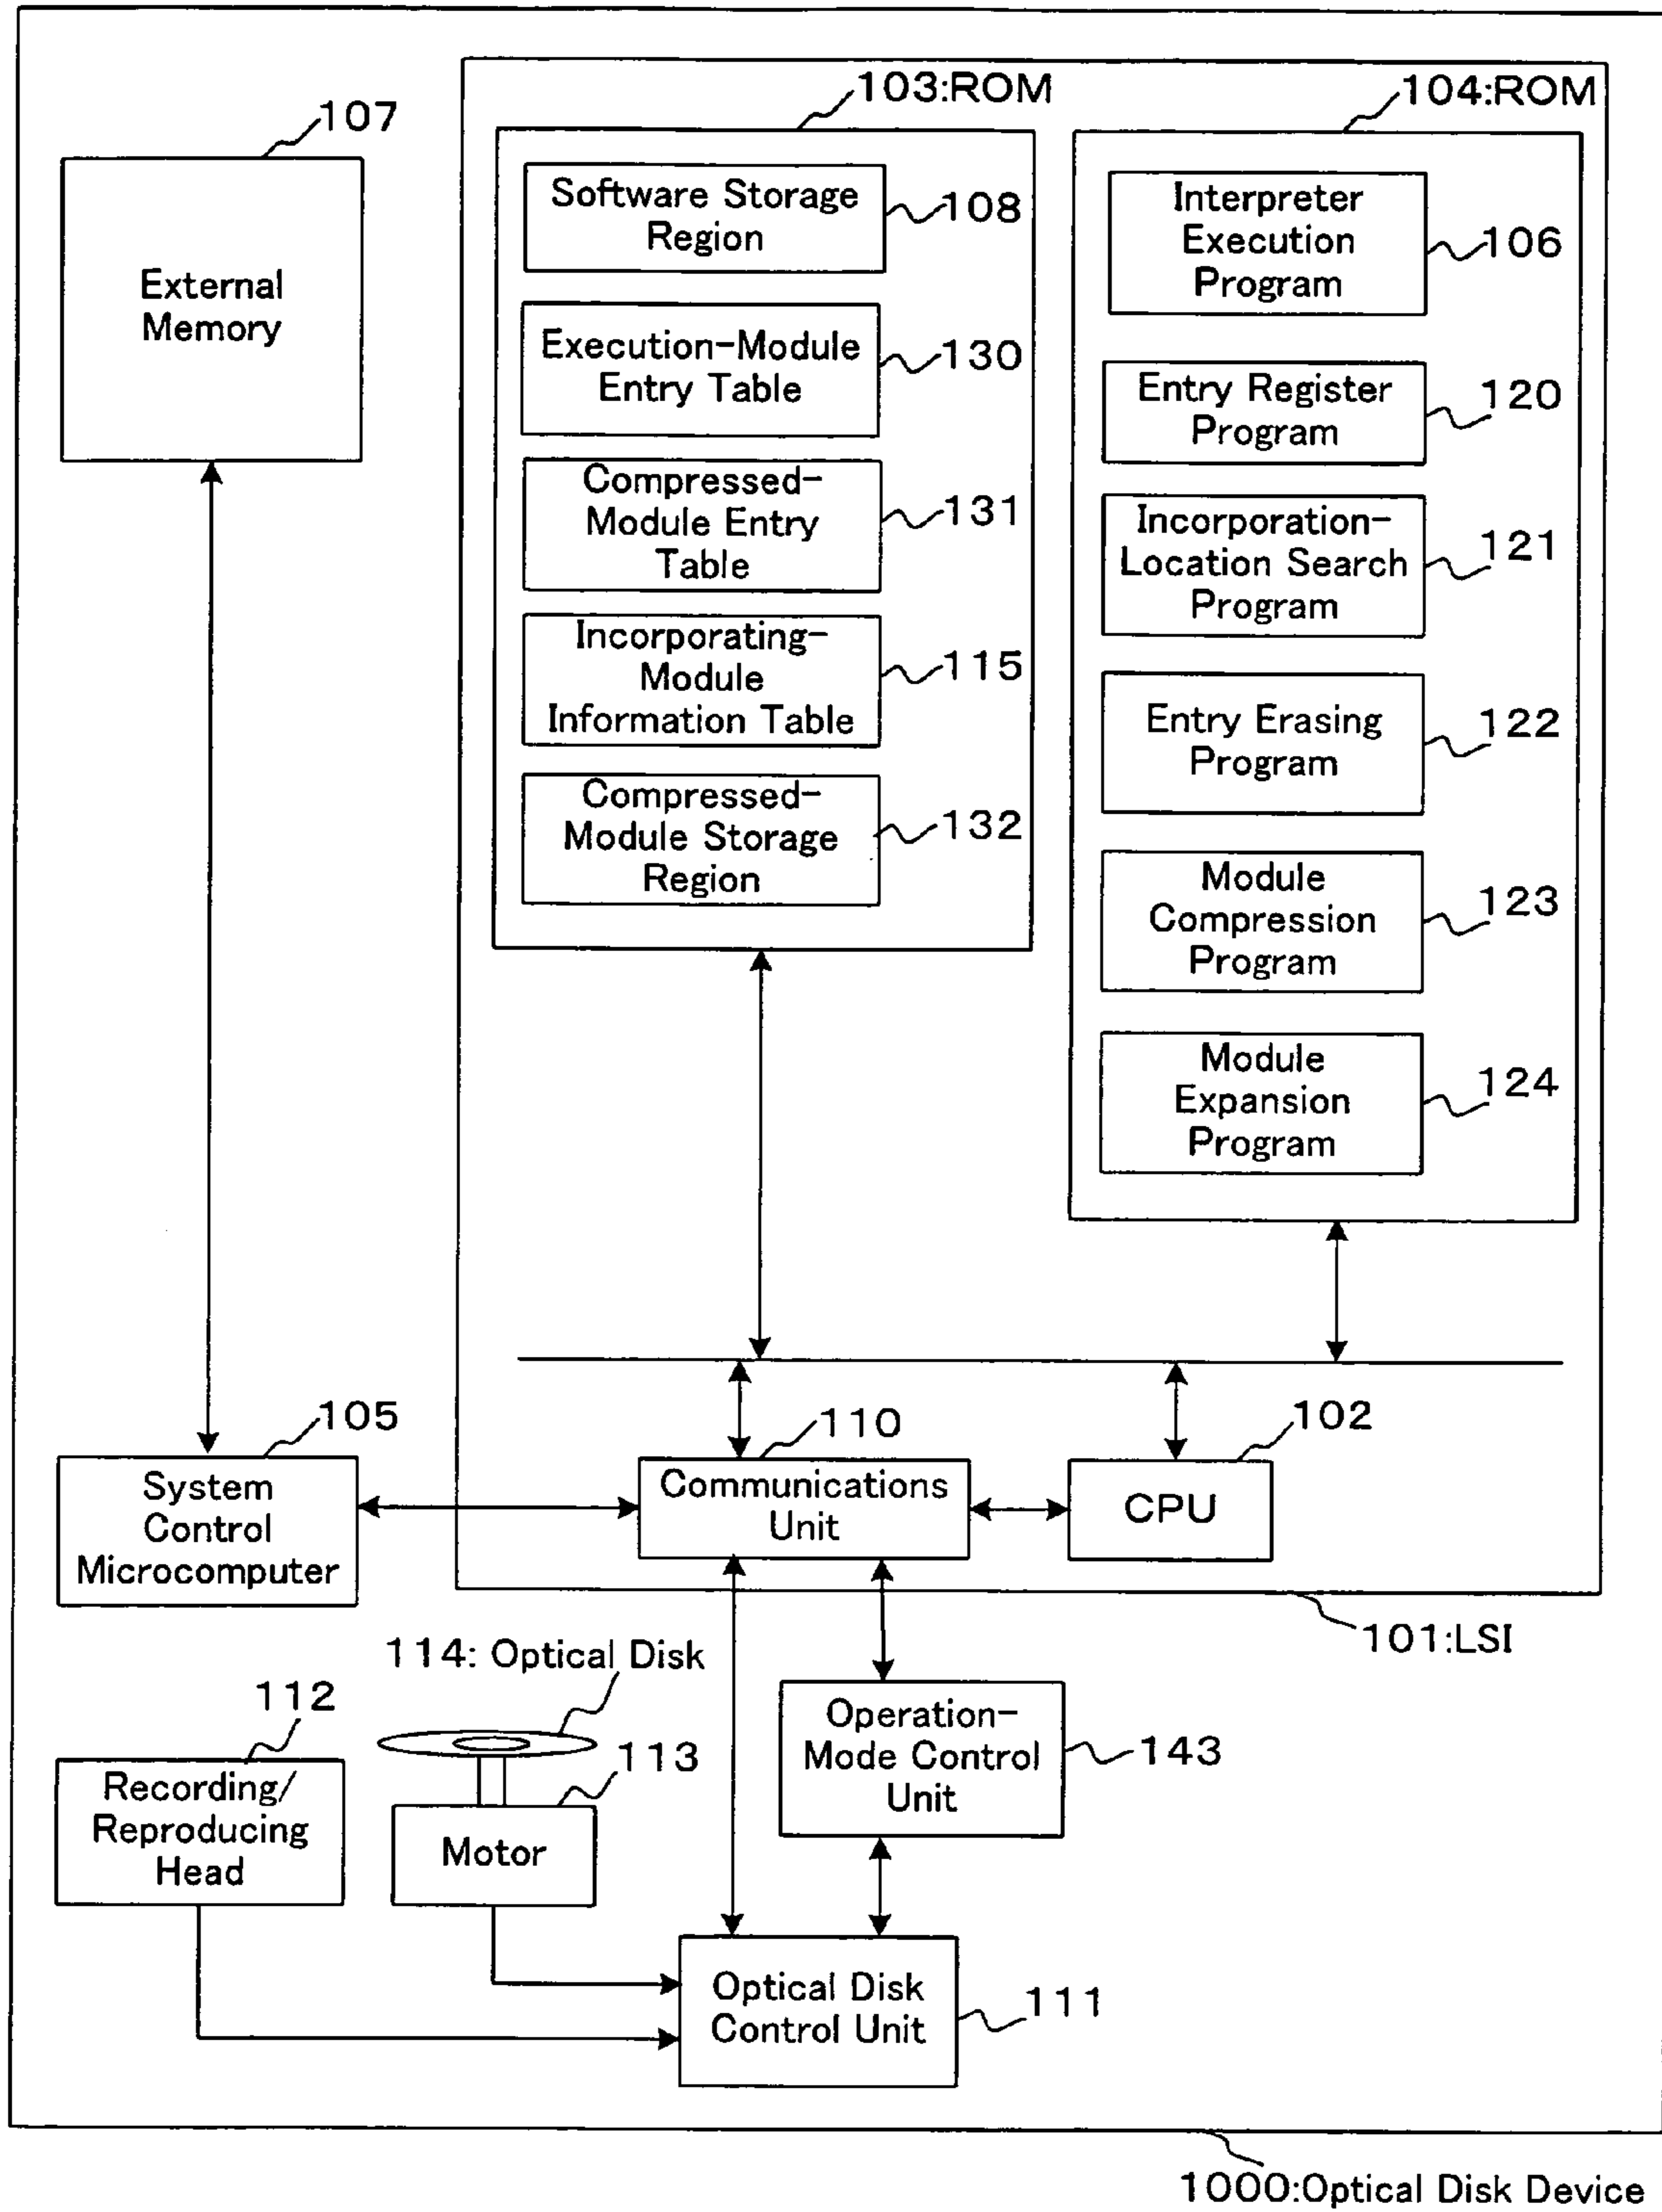 103:ROM
104:ROM
107
External
Memory
Software Storage
Region
108
Execution-Module
Entry Table
130
Compressed-
Module Entry
Table
131
Incorporating-
Module
Information Table
115
Compressed-
Module Storage
Region
132
Interpreter
Execution
Program
106
Entry Register
Program
120
Incorporation-
Location Search
Program
121
Entry Erasing
Program
122
Module
Compression
Program
123
Module
Expansion
Program
124
105
System
Control
Microcomputer
110
Communications
Unit
102
CPU
101:LSI
114: Optical Disk
112
Recording/
Reproducing
Head
113
Motor
Operation-
Mode Control
Unit
143
Optical Disk
Control Unit
111
1000:Optical Disk Device